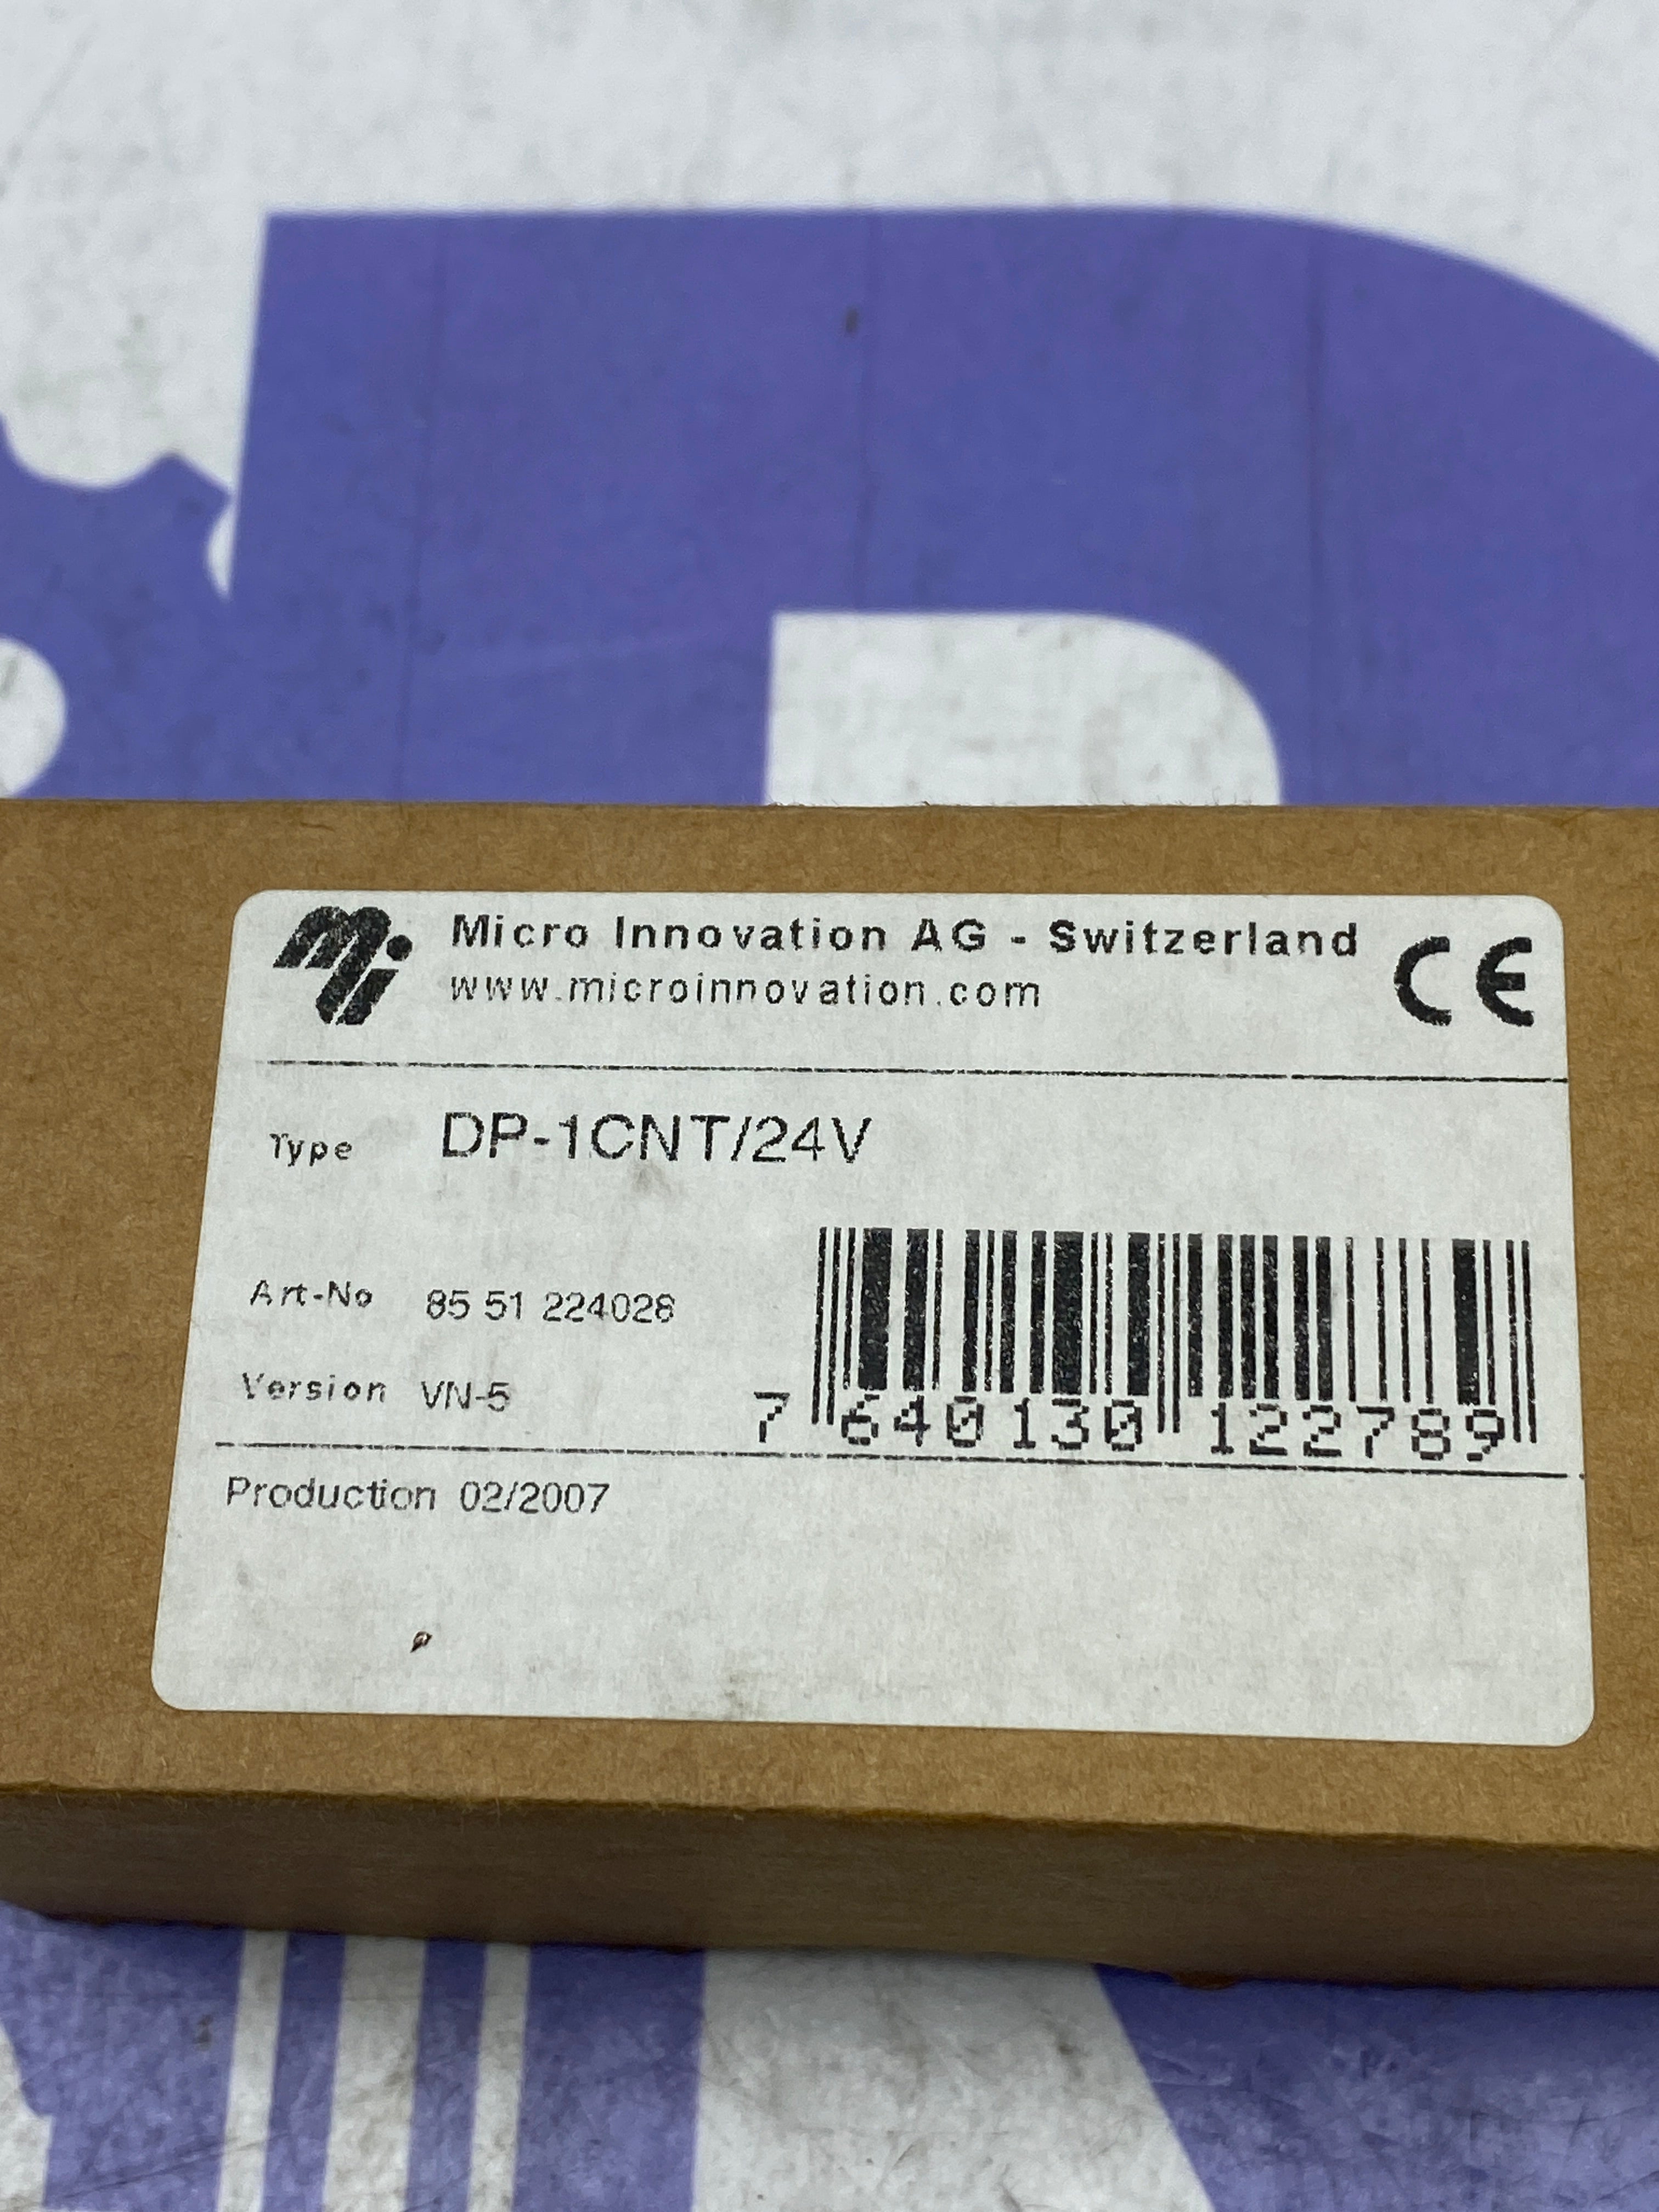 Mi Micro Innovation AG - Switzerland CE
www.microinnovation.com
Type DP-1CNT/24V
Art-No 85 51 224028
Version VN-5
7 640130 122789
Production 02/2007